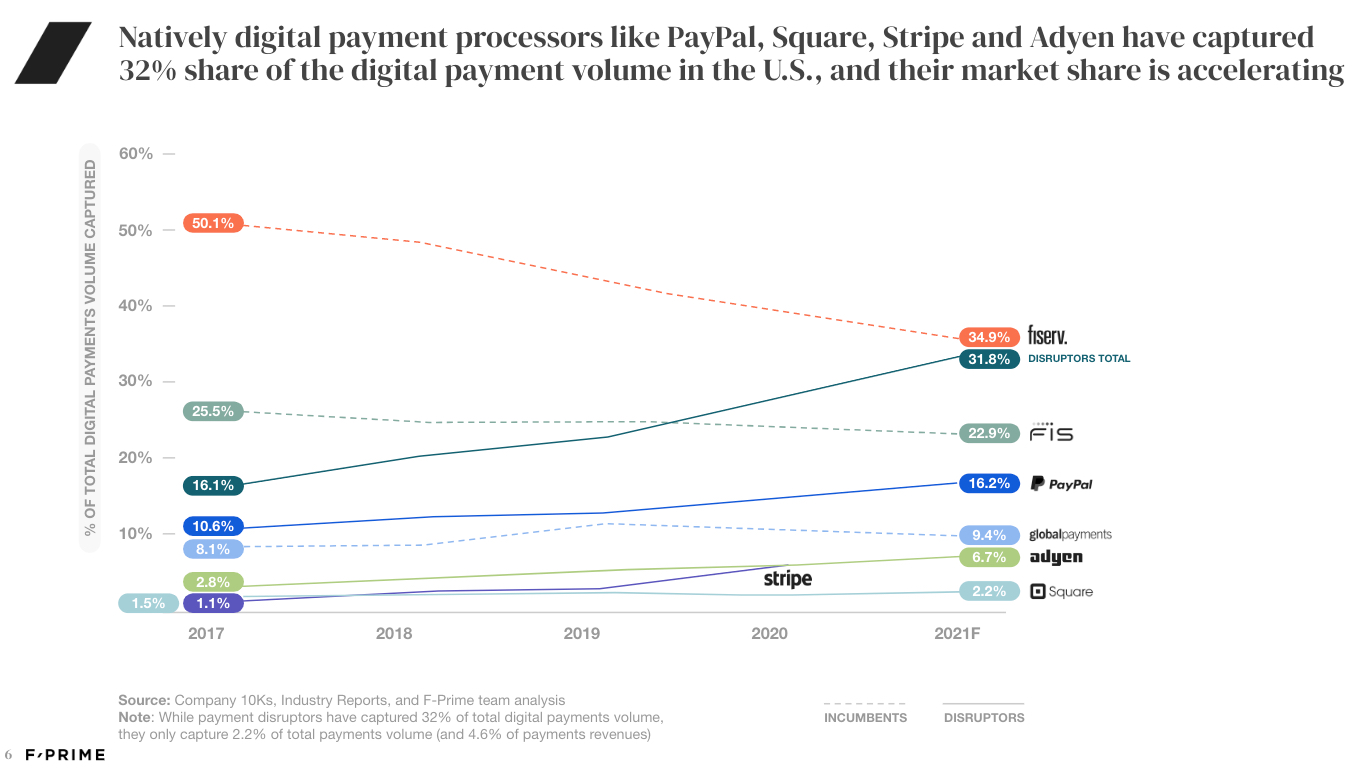 Natively digital payment processors like PayPal, Square, Stripe and Adyen have captured
32% share of the digital payment volume in the U.S., and their market share is accelerating
% OF TOTAL DIGITAL PAYMENTS VOLUME CAPTURED
60%
50%
40%
30%
20%
10%
50.1%
25.5%
16.1%
10.6%
8.1%
2.8%
1.5%
1.1%
34.9%
fiserv.
31.8%
DISRUPTORS TOTAL
22.9%
FIS
16.2%
PayPal
9.4%
globalpayments
6.7%
adyen
stripe
2.2%
Square
2017
2018
2019
2020
2021F
Source: Company 10Ks, Industry Reports, and F-Prime team analysis
Note: While payment disruptors have captured 32% of total digital payments volume,
they only capture 2.2% of total payments volume (and 4.6% of payments revenues)
INCUMBENTS
DISRUPTORS
6
F-PRIME